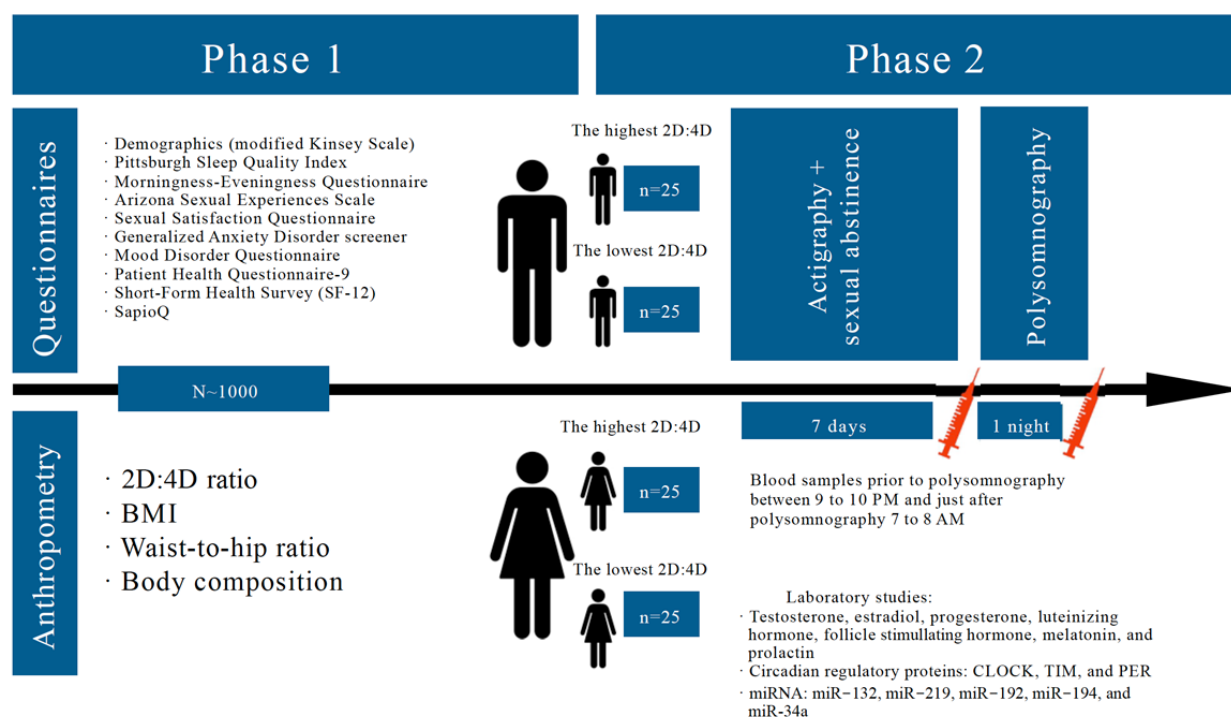 Phase 1
Phase 2
Questionnaires
· Demographics (modified Kinsey Scale)
· Pittsburgh Sleep Quality Index
· Morningness-Eveningness Questionnaire
· Arizona Sexual Experiences Scale
· Sexual Satisfaction Questionnaire
· Generalized Anxiety Disorder screener
· Mood Disorder Questionnaire
· Patient Health Questionnaire-9
· Short-Form Health Survey (SF-12)
· SapioQ
The highest 2D:4D
n=25
The lowest 2D:4D
n=25
Actigraphy +
sexual abstinence
Polysomnography
N~1000
7 days
1 night
Anthropometry
· 2D:4D ratio
· BMI
· Waist-to-hip ratio
· Body composition
The highest 2D:4D
n=25
The lowest 2D:4D
n=25
Blood samples prior to polysomnography
between 9 to 10 PM and just after
polysomnography 7 to 8 AM
Laboratory studies:
· Testosterone, estradiol, progesterone, luteinizing
hormone, follicle stimullating hormone, melatonin, and
prolactin
· Circadian regulatory proteins: CLOCK, TIM, and PER
· miRNA: miR−132, miR−219, miR−192, miR−194, and
miR-34a